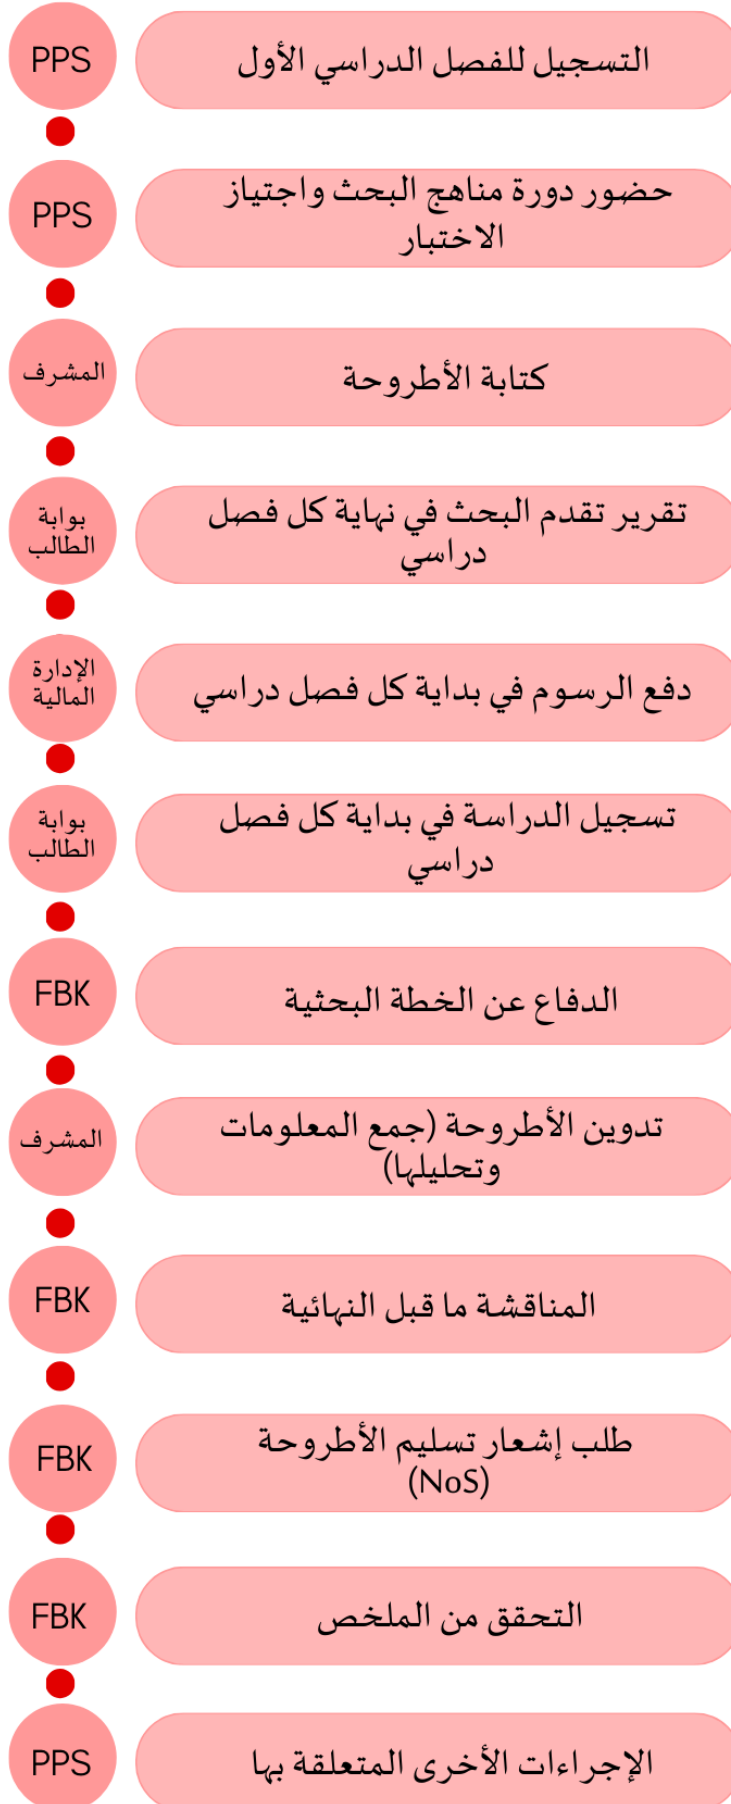 PPS
التسجيل للفصل الدراسي الأول
PPS
حضور دورة مناهج البحث واجتياز
الاختبار
المشرف
كتابة الأطروحة
بوابة
الطالب
تقرير تقدم البحث في نهاية كل فصل
دراسي
الإدارة
المالية
دفع الرسوم في بداية كل فصل دراسي
بوابة
الطالب
تسجيل الدراسة في بداية كل فصل
دراسي
FBK
الدفاع عن الخطة البحثية
المشرف
تدوين الأطروحة (جمع المعلومات
وتحليلها)
FBK
المناقشة ما قبل النهائية
FBK
طلب إشعار تسليم الأطروحة
(NoS)
FBK
التحقق من الملخص
PPS
الإجراءات الأخرى المتعلقة بها